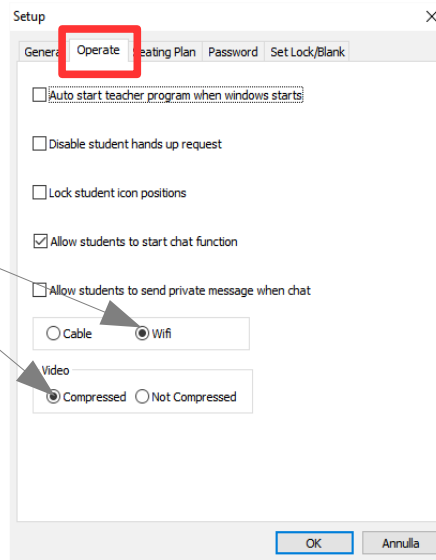 Setup
General Operate Seating Plan Password Set Lock/Blank
Auto start teacher program when windows starts
Disable student hands up request
Lock student icon positions
Allow students to start chat function
Allow students to send private message when chat
Cable Wifi
Video
Compressed Not Compressed
OK Annulla